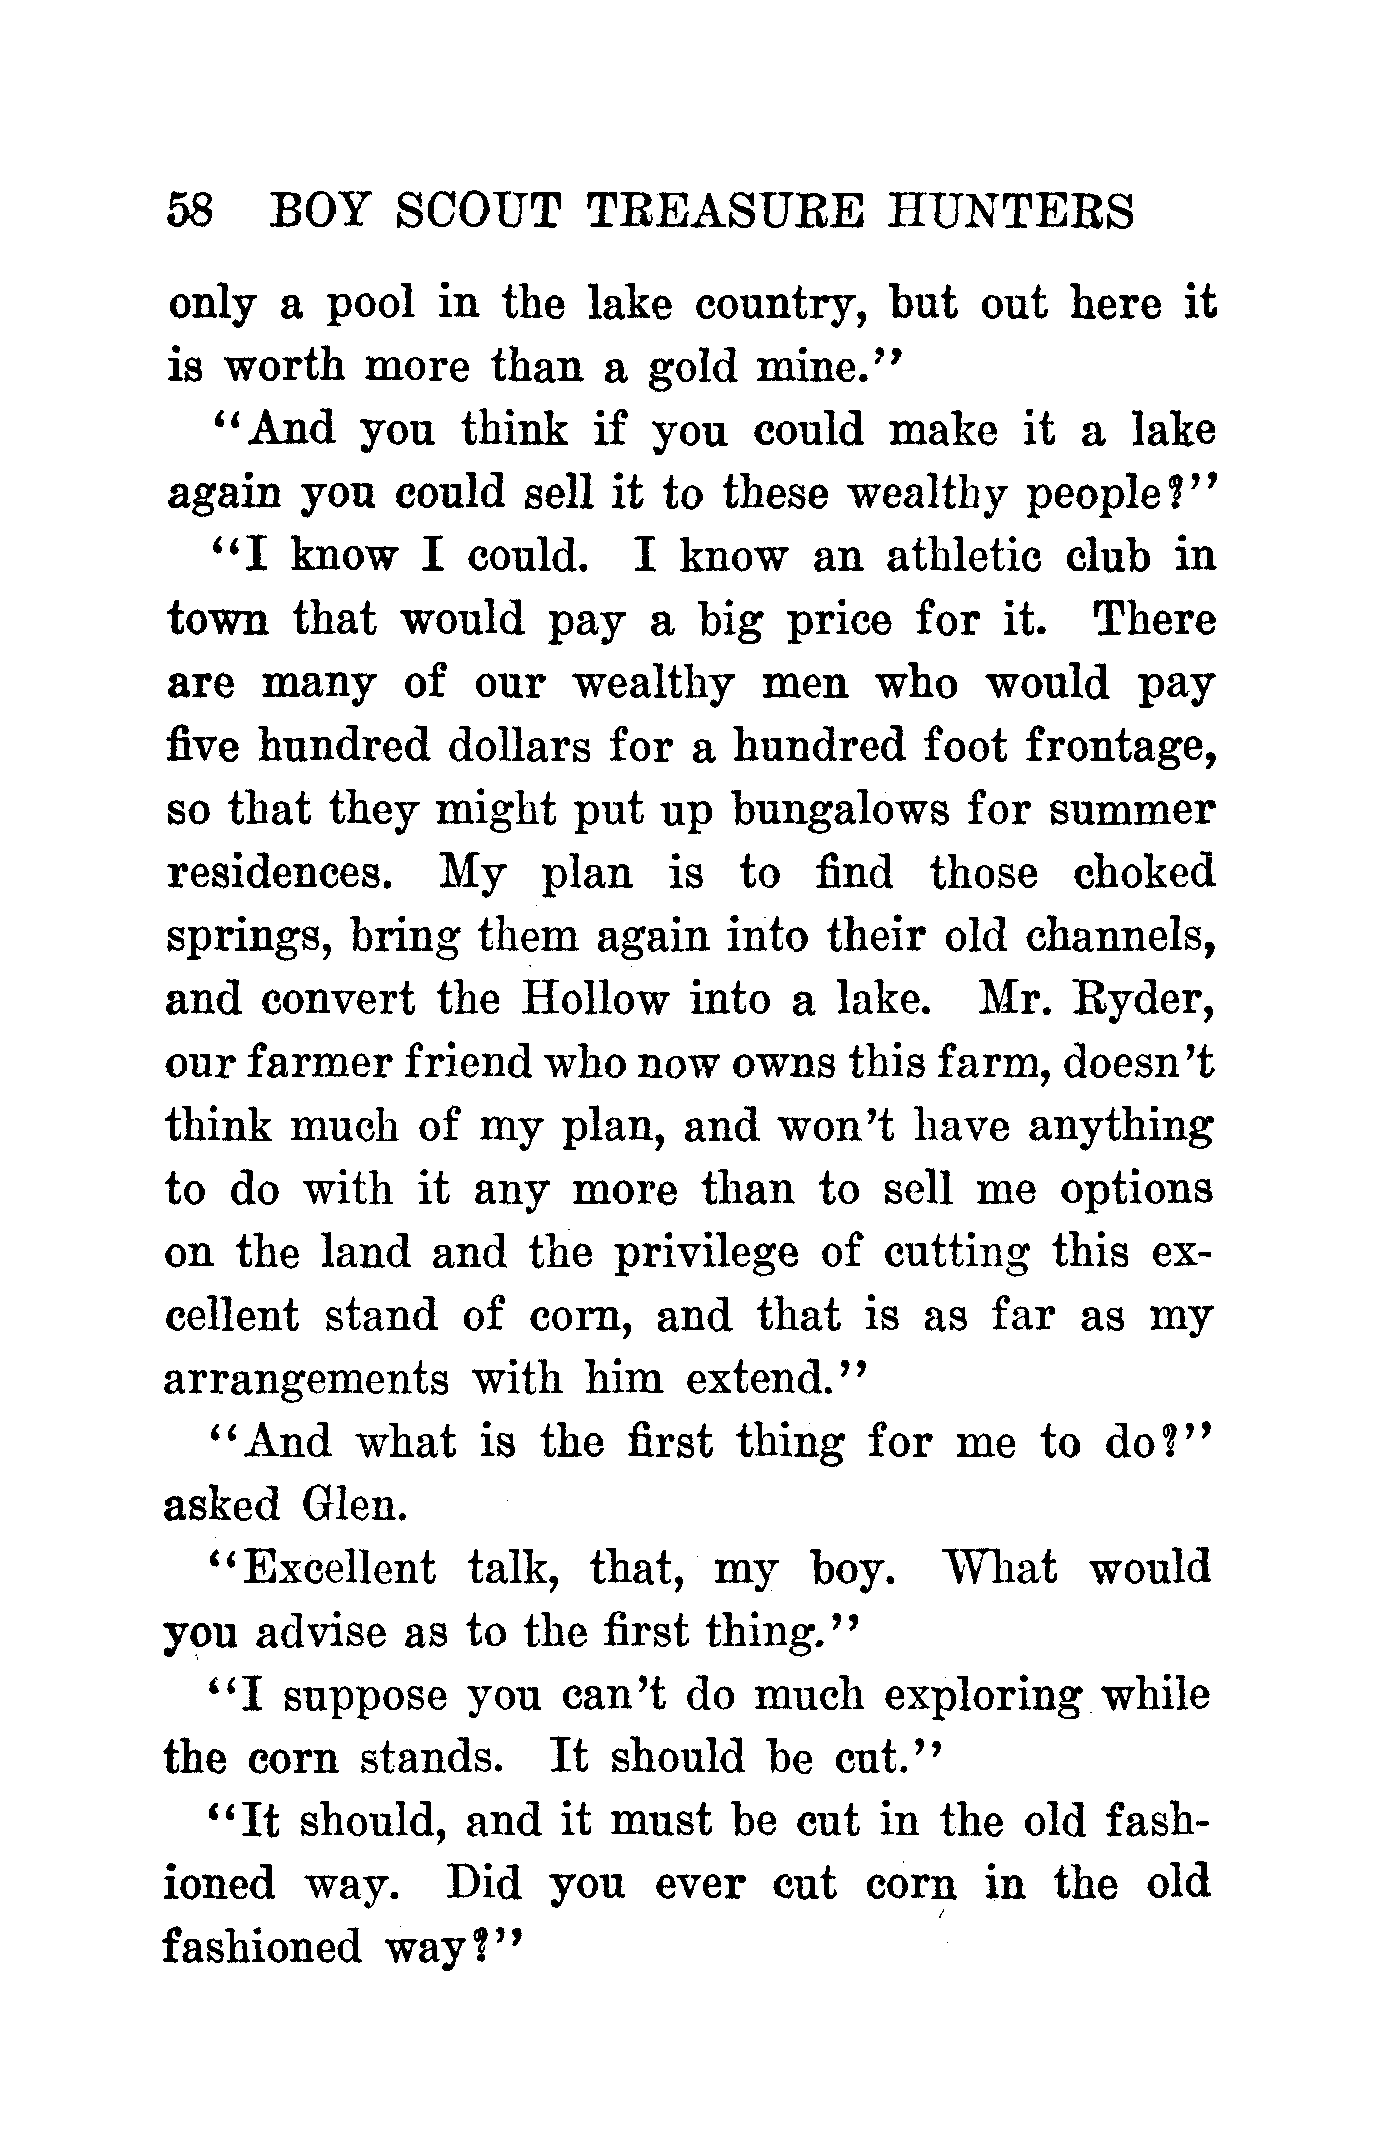 58 BOY SCOUT TREASURE HUNTERS
only a pool in the lake country, but out here it
is worth more than a gold mine."
"And you think if you could make it a lake
again you could sell it to these wealthy people?"
"I know I could. I know an athletic club in
town that would pay a big price for it. There
are many of our wealthy men who would pay
five hundred dollars for a hundred foot frontage,
so that they might put up bungalows for summer
residences. My plan is to find those choked
springs, bring them again into their old channels,
and convert the Hollow into a lake. Mr. Ryder,
our farmer friend who now owns this farm, doesn't
think much of my plan, and won't have anything
to do with it any more than to sell me options
on the land and the privilege of cutting this ex-
cellent stand of corn, and that is as far as my
arrangements with him extend."
"And what is the first thing for me to do?"
asked Glen.
"Excellent talk, that, my boy. What would
you advise as to the first thing."
"I suppose you can't do much exploring while
the corn stands. It should be cut."
"It should, and it must be cut in the old fash-
ioned way. Did you ever cut corn in the old
fashioned way?"